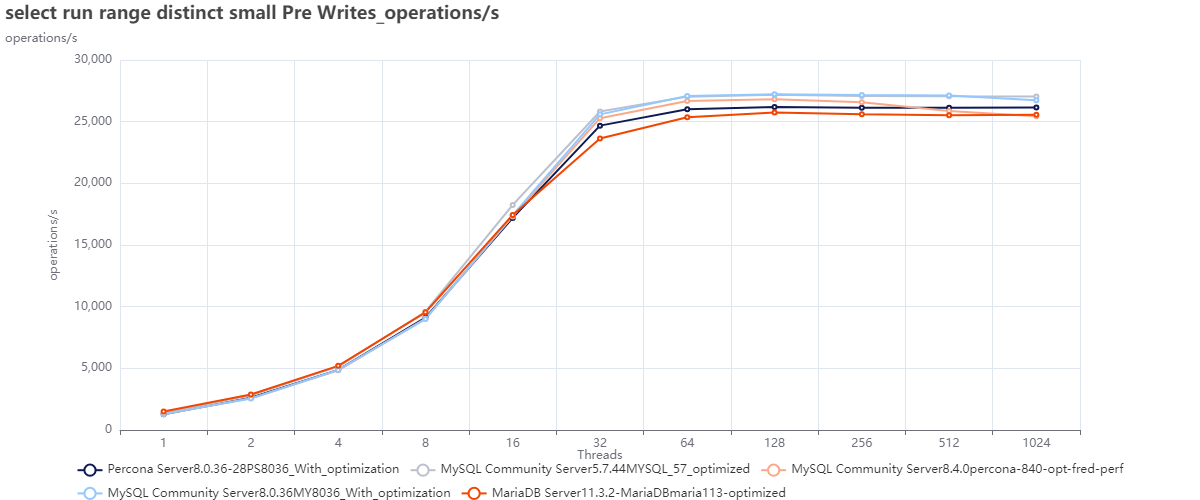 select run range distinct small Pre Writes_operations/s
operations/s
30,000
25,000
20,000
15,000
10,000
5,000
0
operations/s
1 2 4 8 16 32 64 128 256 512 1024
Threads
Percona Server8.0.36-28PS8036_With_optimization MySQL Community Server5.7.44MYSQL_57_optimized MySQL Community Server8.4.0percona-840-opt-fred-perf
MySQL Community Server8.0.36MY8036_With_optimization MariaDB Server11.3.2-MariaDBmaria113-optimized